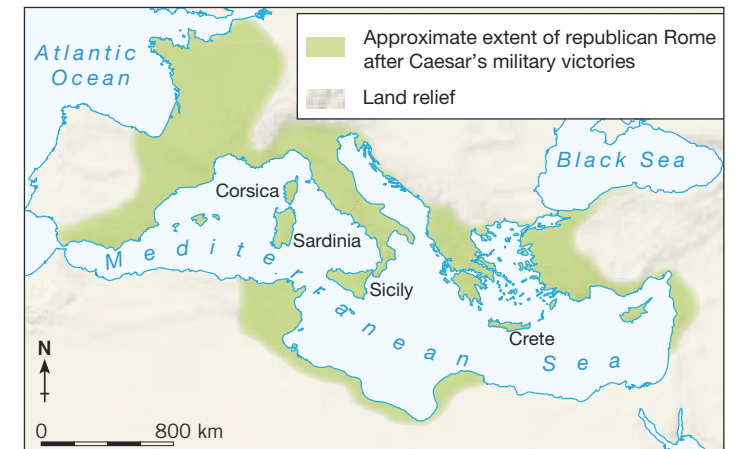 Atlantic
Ocean
Approximate extent of republican Rome
after Caesar's military victories
Land relief
Black Sea
Corsica
Sardinia
Mediterranean Sea
Sicily
Crete
N
0 800 km